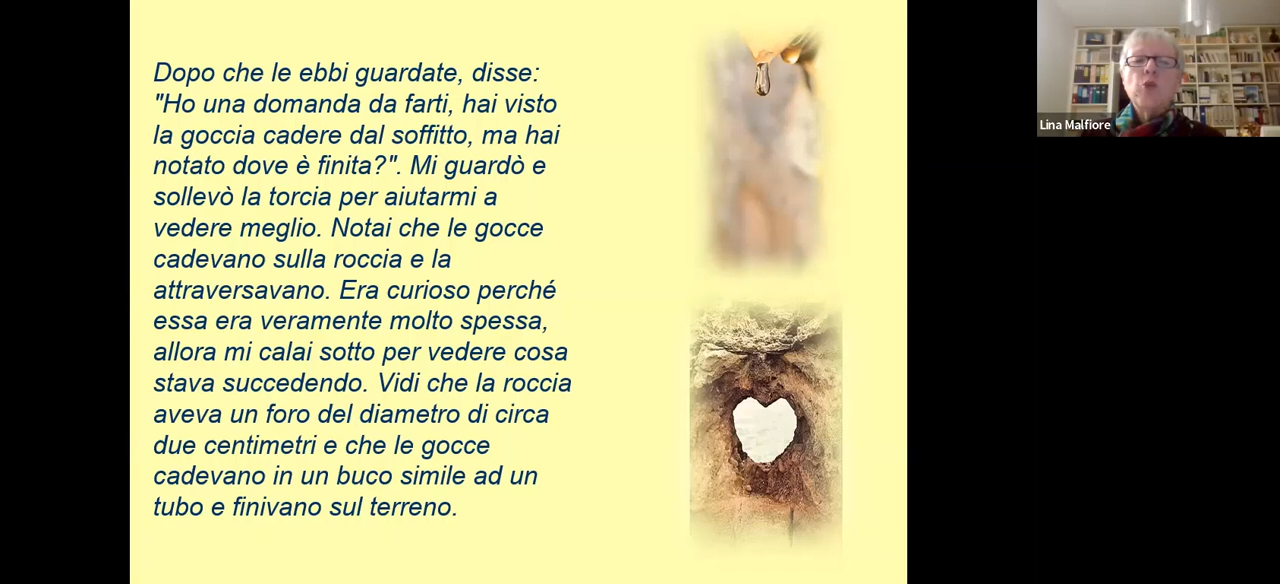 Dopo che le ebbi guardate, disse:
"Ho una domanda da farti, hai visto
la goccia cadere dal soffitto, ma hai
notato dove è finita?". Mi guardò e
sollevò la torcia per aiutarmi a
vedere meglio. Notai che le gocce
cadevano sulla roccia e la
attraversavano. Era curioso perché
essa era veramente molto spessa,
allora mi calai sotto per vedere cosa
stava succedendo. Vidi che la roccia
aveva un foro del diametro di circa
due centimetri e che le gocce
cadevano in un buco simile ad un
tubo e finivano sul terreno.
Lina Malfiore